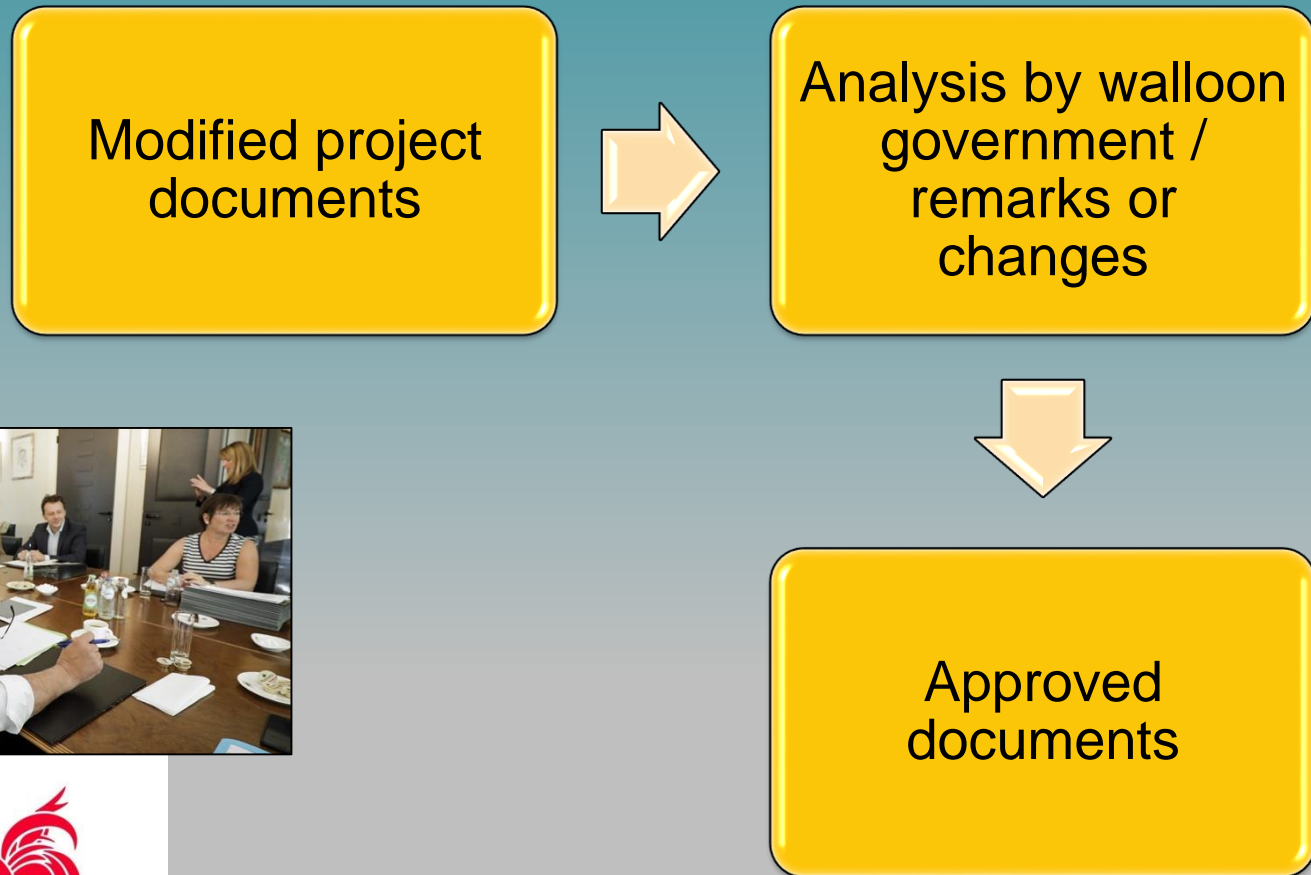 Modified project
documents
Analysis by walloon
government /
remarks or
changes
Approved
documents